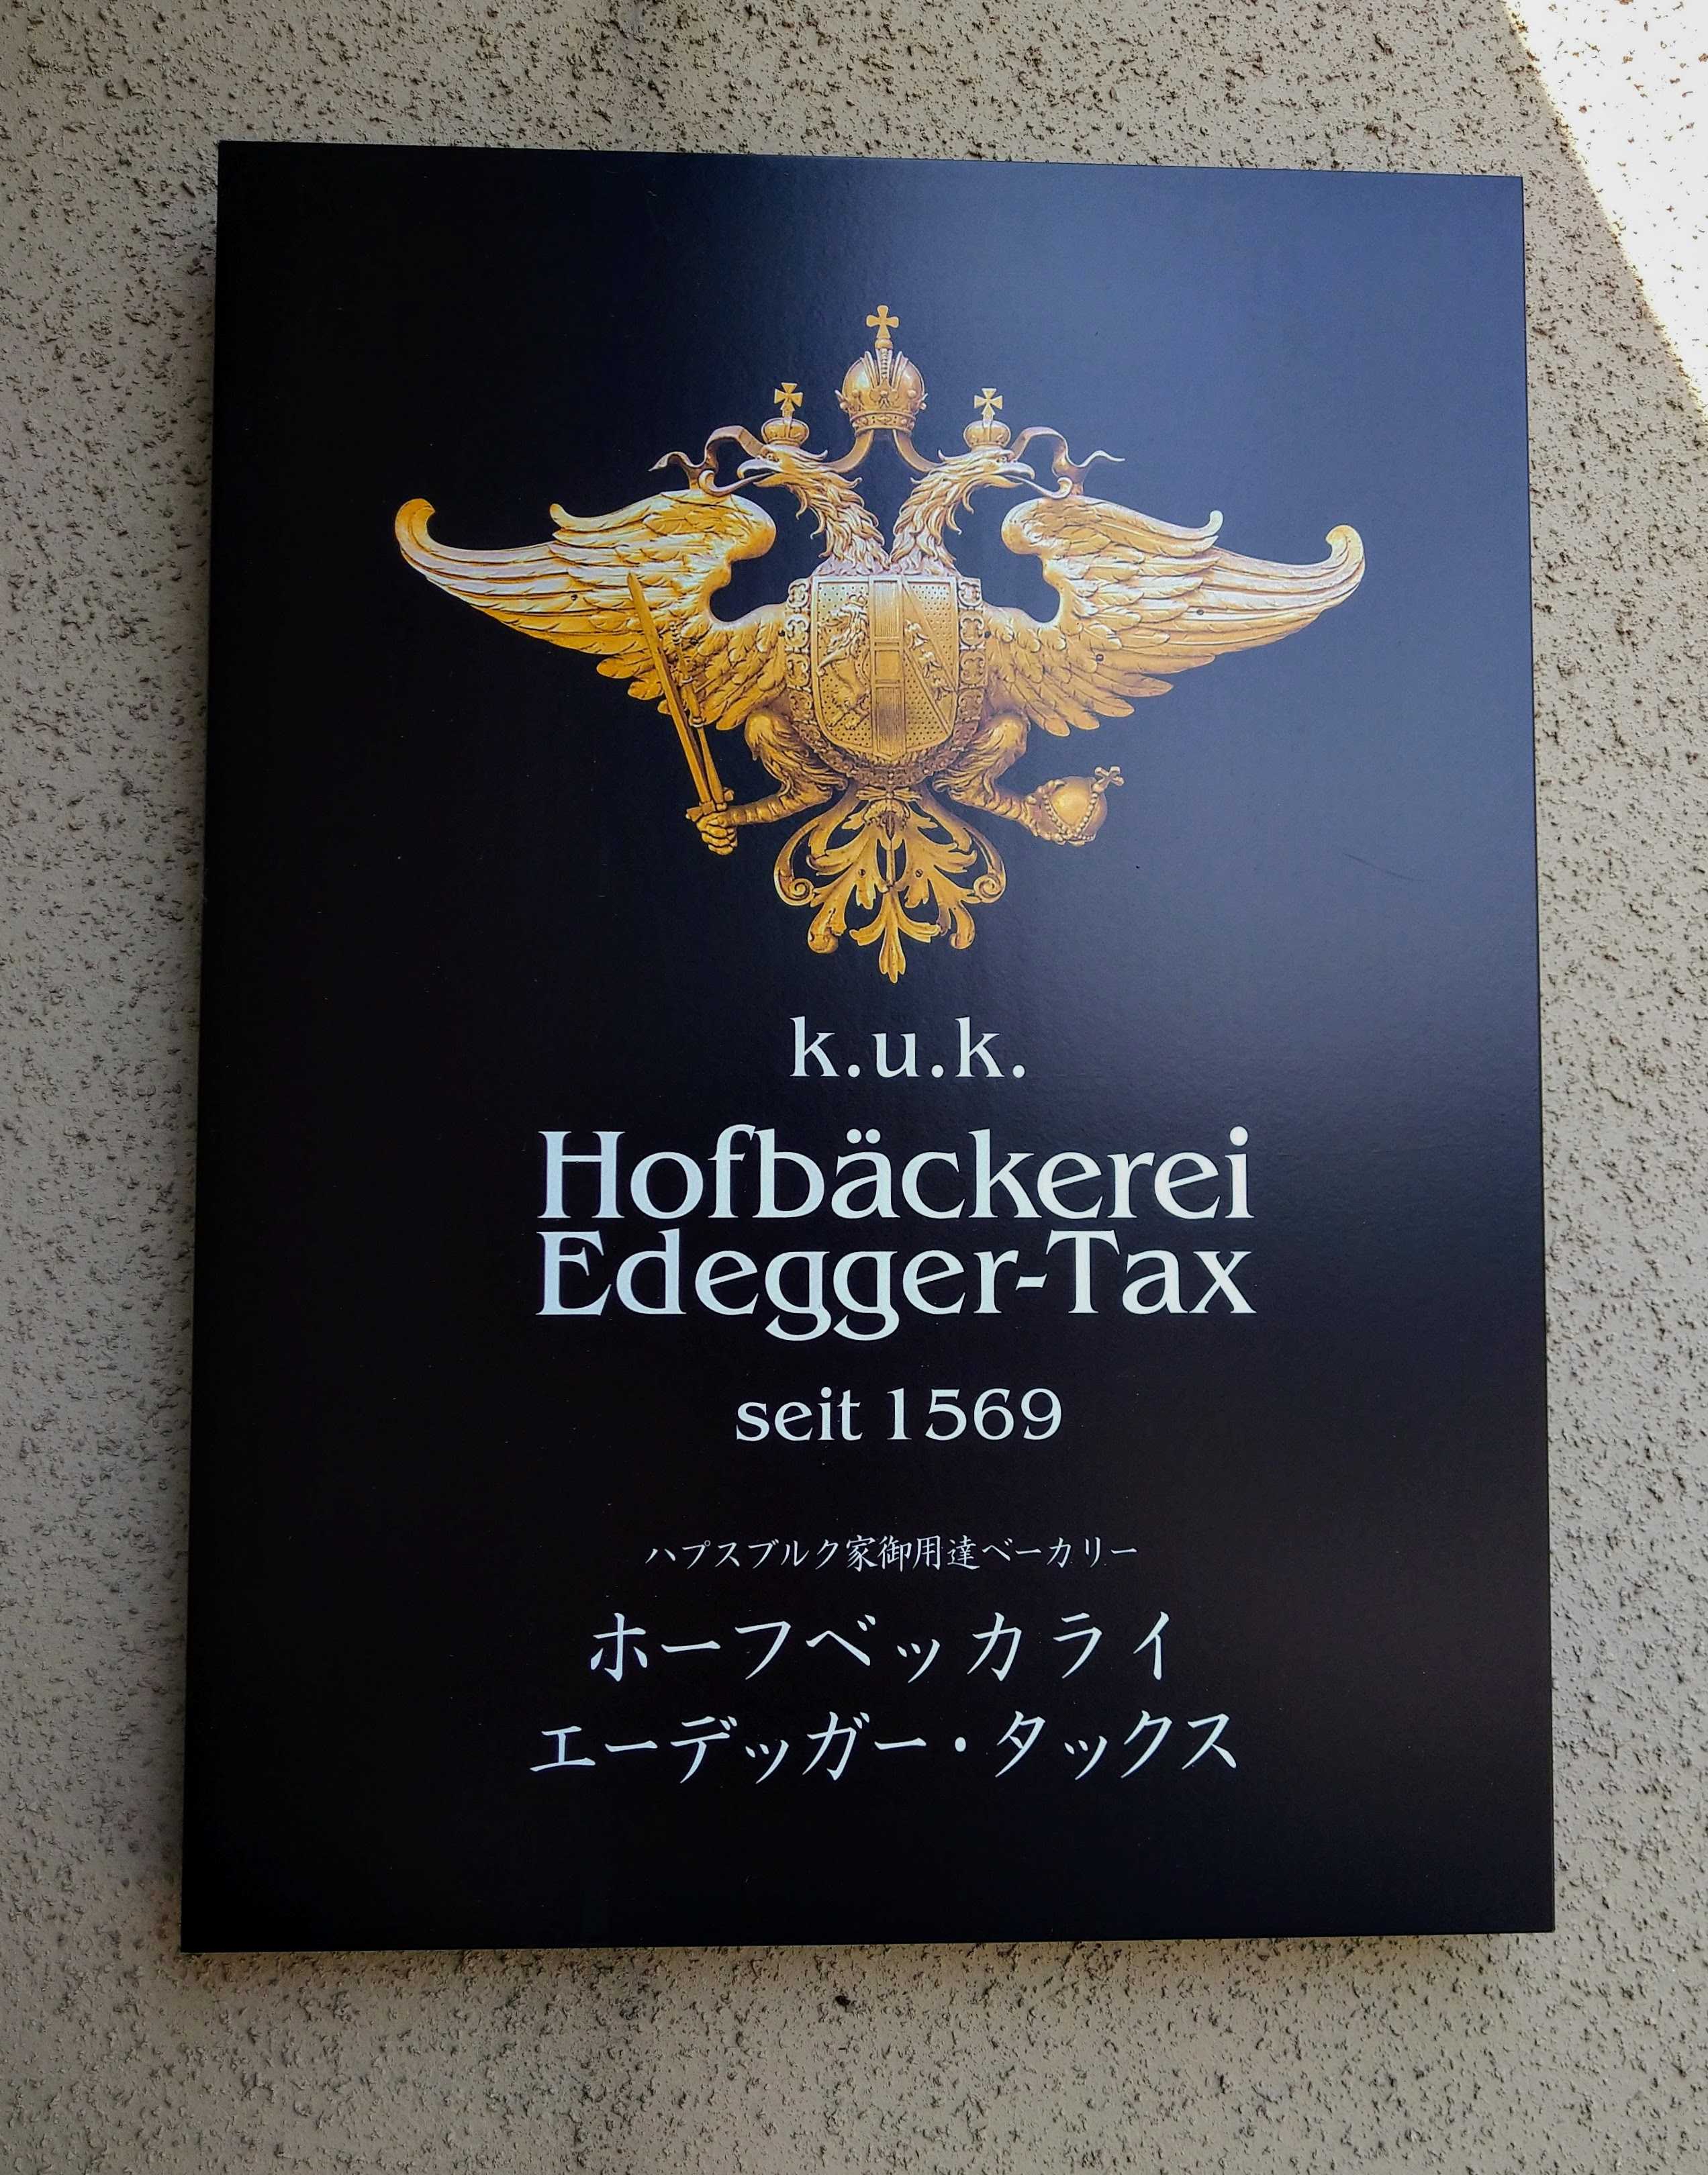 k.u.k.
Hofbäckerei
Edegger-Tax
seit 1569
ハプスブルク家御用達ベーカリー
ホーフベッカライ
エーデッガー・タックス